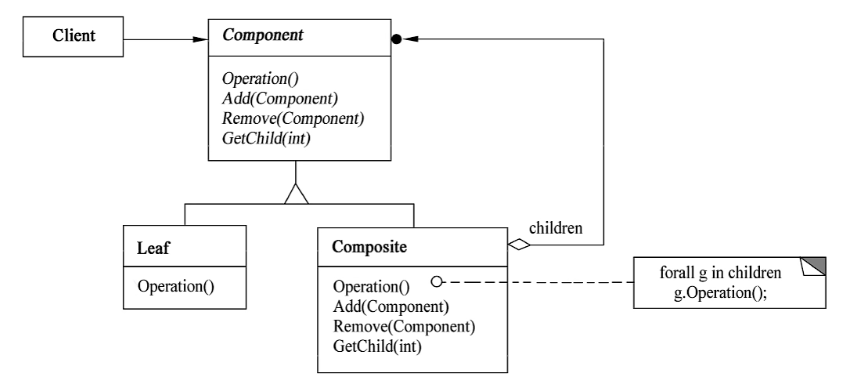 Client
Component
Operation()
Add(Component)
Remove(Component)
GetChild(int)
Leaf
Operation()
Composite
Operation()
Add(Component)
Remove(Component)
GetChild(int)
children
forall g in children
g.Operation();